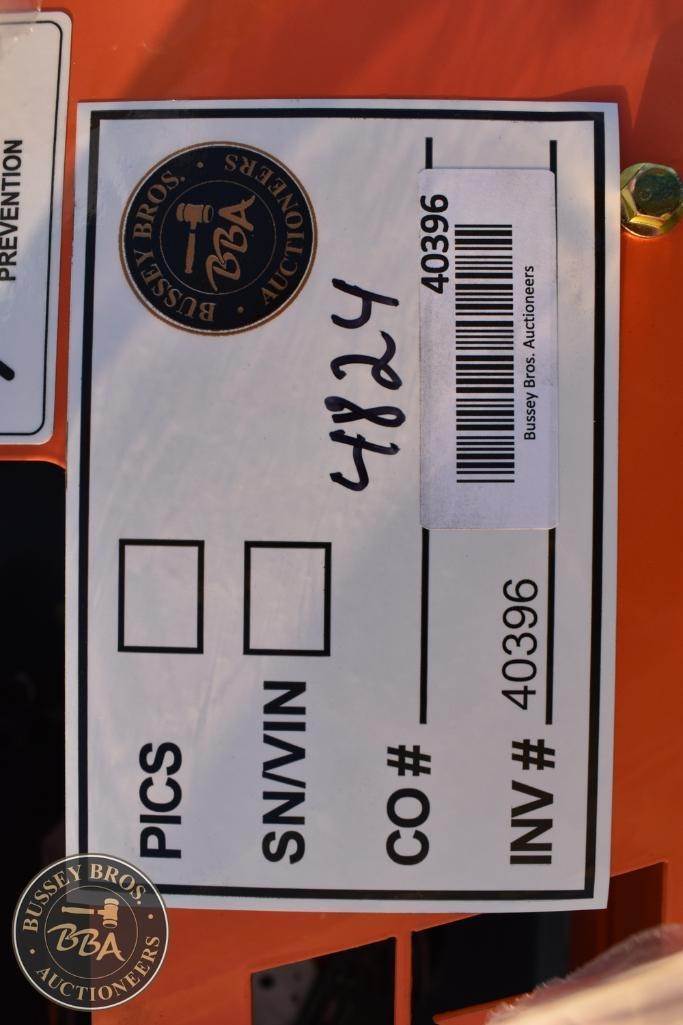 PREVENTION
BUSSEY BROS. · AUCTIONEERS ·
BBA
PICS
SN/VIN
4824
CO #
40396
Bussey Bros. Auctioneers
INV # 40396
BUSSEY BROS. · AUCTIONEERS ·
BBA